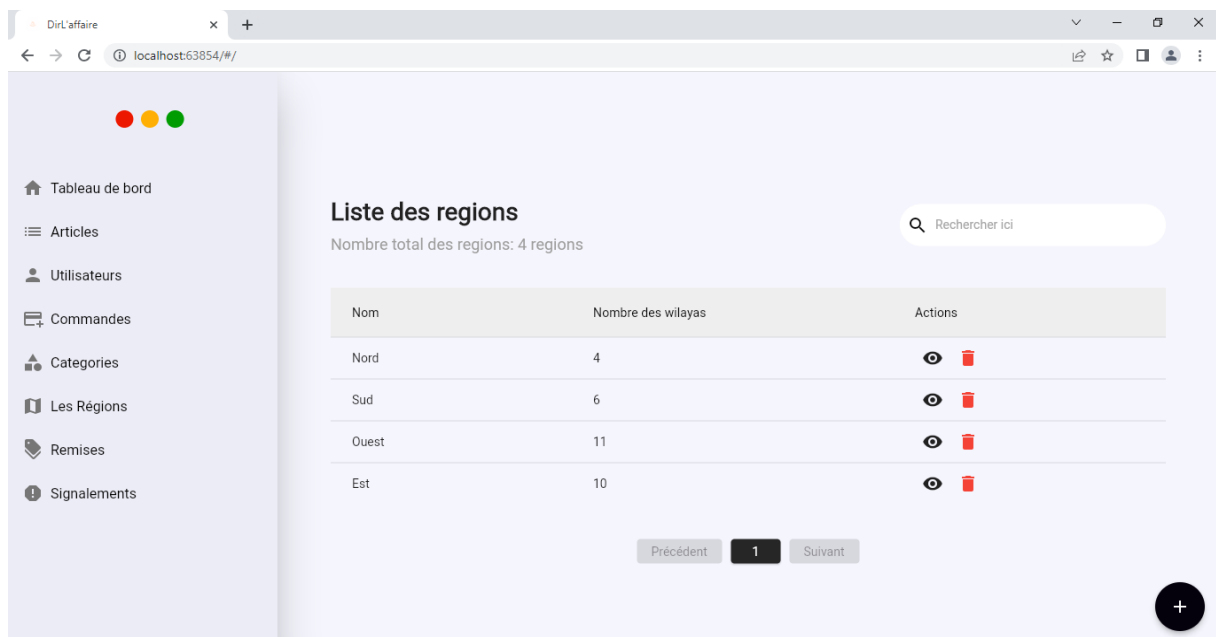 DirL'affaire
localhost:63854/#/
Tableau de bord
Articles
Utilisateurs
Commandes
Categories
Les Régions
Remises
Signalements
Liste des regions
Nombre total des regions: 4 regions
Rechercher ici
Nom Nombre des wilayas Actions
Nord 4
Sud 6
Ouest 11
Est 10
Précédent 1 Suivant